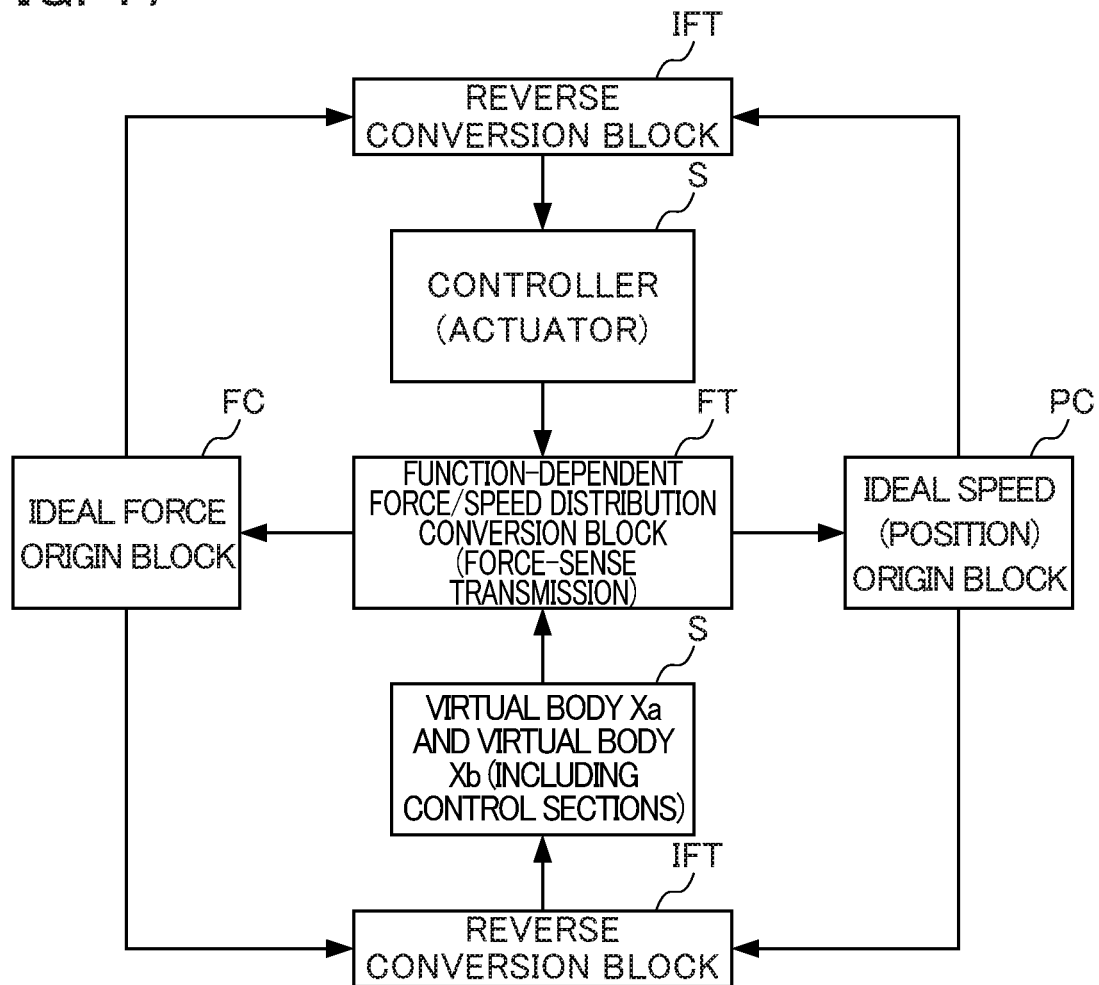 IFT
REVERSE
CONVERSION BLOCK
S
CONTROLLER
(ACTUATOR)
FC
FT
PC
IDEAL FORCE
ORIGIN BLOCK
FUNCTION-DEPENDENT
FORCE/SPEED DISTRIBUTION
CONVERSION BLOCK
(FORCE-SENSE
TRANSMISSION)
IDEAL SPEED
(POSITION)
ORIGIN BLOCK
S
VIRTUAL BODY Xa
AND VIRTUAL BODY
Xb (INCLUDING
CONTROL SECTIONS)
IFT
REVERSE
CONVERSION BLOCK